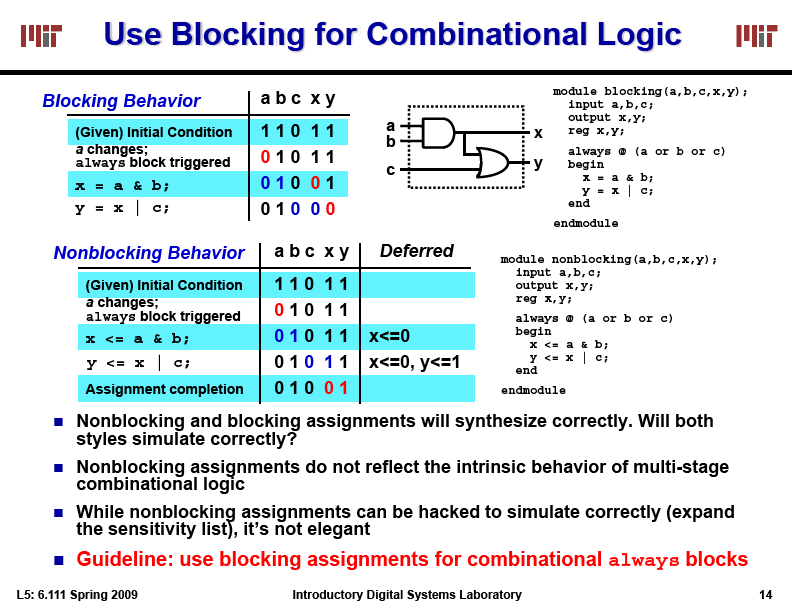 Use Blocking for Combinational Logic
Blocking Behavior
a b c x y
(Given) Initial Condition
1 1 0 1 1
a changes;
always block triggered
0 1 0 1 1
x = a & b;
0 1 0 0 1
y = x | c;
0 1 0 0 0
a
b
c
x
y
module blocking(a,b,c,x,y);
input a,b,c;
output x,y;
reg x,y;
always @ (a or b or c)
begin
x = a & b;
y = x | c;
end
endmodule
Nonblocking Behavior
a b c x y
Deferred
(Given) Initial Condition
1 1 0 1 1
a changes;
always block triggered
0 1 0 1 1
x <= a & b;
0 1 0 1 1
x<=0
y <= x | c;
0 1 0 1 1
x<=0, y<=1
Assignment completion
0 1 0 0 1
module nonblocking(a,b,c,x,y);
input a,b,c;
output x,y;
reg x,y;
always @ (a or b or c)
begin
x <= a & b;
y <= x | c;
end
endmodule
Nonblocking and blocking assignments will synthesize correctly. Will both
styles simulate correctly?
Nonblocking assignments do not reflect the intrinsic behavior of multi-stage
combinational logic
While nonblocking assignments can be hacked to simulate correctly (expand
the sensitivity list), it's not elegant
Guideline: use blocking assignments for combinational always blocks
L5: 6.111 Spring 2009
Introductory Digital Systems Laboratory
14